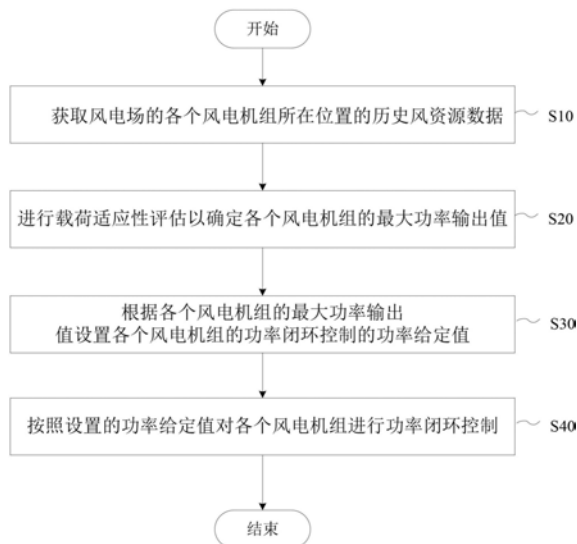 开始
获取风电场的各个风电机组所在位置的历史风资源数据
S10
进行载荷适应性评估以确定各个风电机组的最大功率输出值
S20
根据各个风电机组的最大功率输出
值设置各个风电机组的功率闭环控制的功率给定值
S30
按照设置的功率给定值对各个风电机组进行功率闭环控制
S40
结束